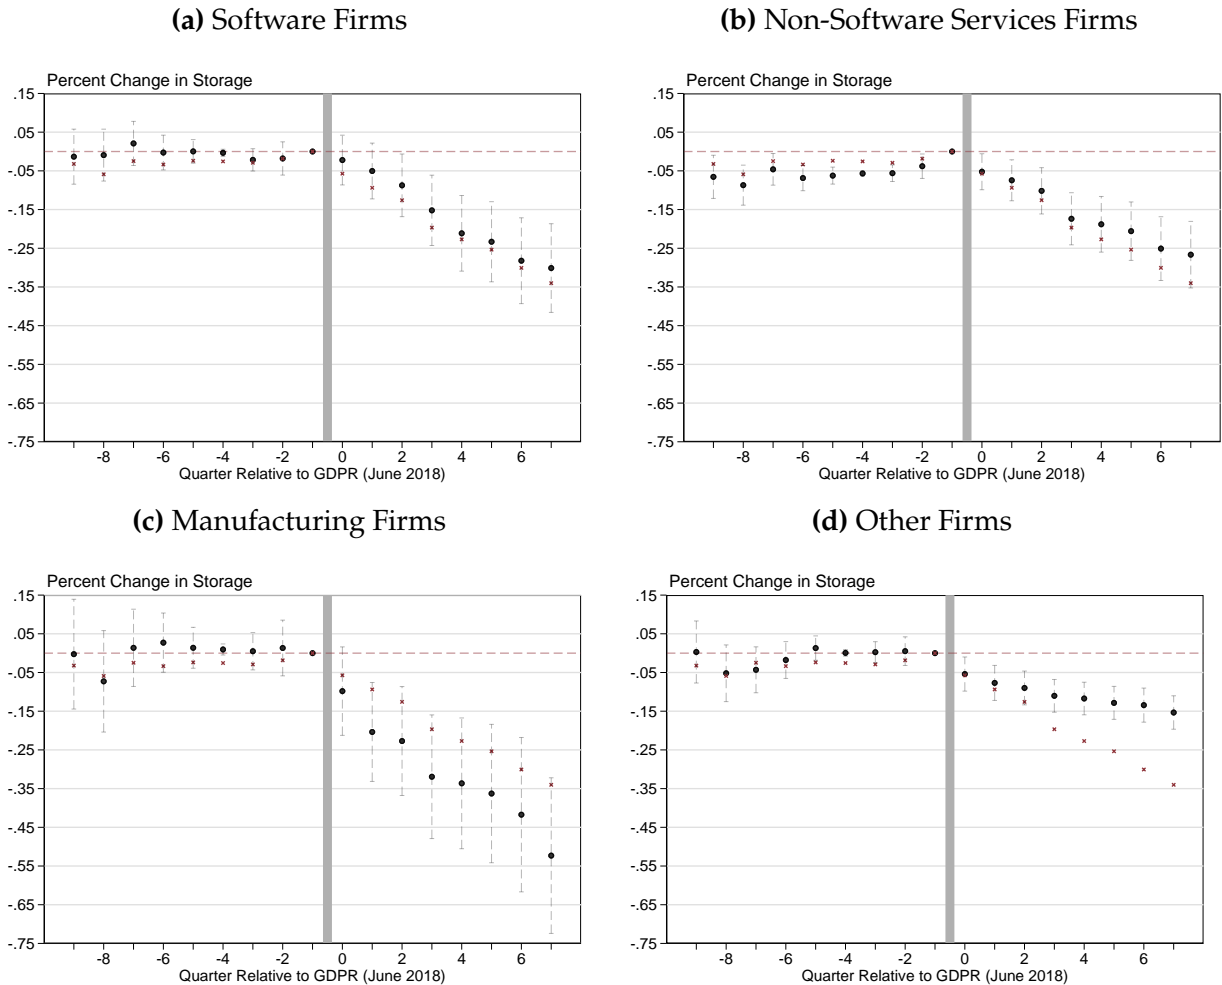 (a) Software Firms
Percent Change in Storage
.15
.05
-.05
-.15
-.25
-.35
-.45
-.55
-.65
-.75
-8 -6 -4 -2 0 2 4 6
Quarter Relative to GDPR (June 2018)
(b) Non-Software Services Firms
Percent Change in Storage
.15
.05
-.05
-.15
-.25
-.35
-.45
-.55
-.65
-.75
-8 -6 -4 -2 0 2 4 6
Quarter Relative to GDPR (June 2018)
(c) Manufacturing Firms
Percent Change in Storage
.15
.05
-.05
-.15
-.25
-.35
-.45
-.55
-.65
-.75
-8 -6 -4 -2 0 2 4 6
Quarter Relative to GDPR (June 2018)
(d) Other Firms
Percent Change in Storage
.15
.05
-.05
-.15
-.25
-.35
-.45
-.55
-.65
-.75
-8 -6 -4 -2 0 2 4 6
Quarter Relative to GDPR (June 2018)